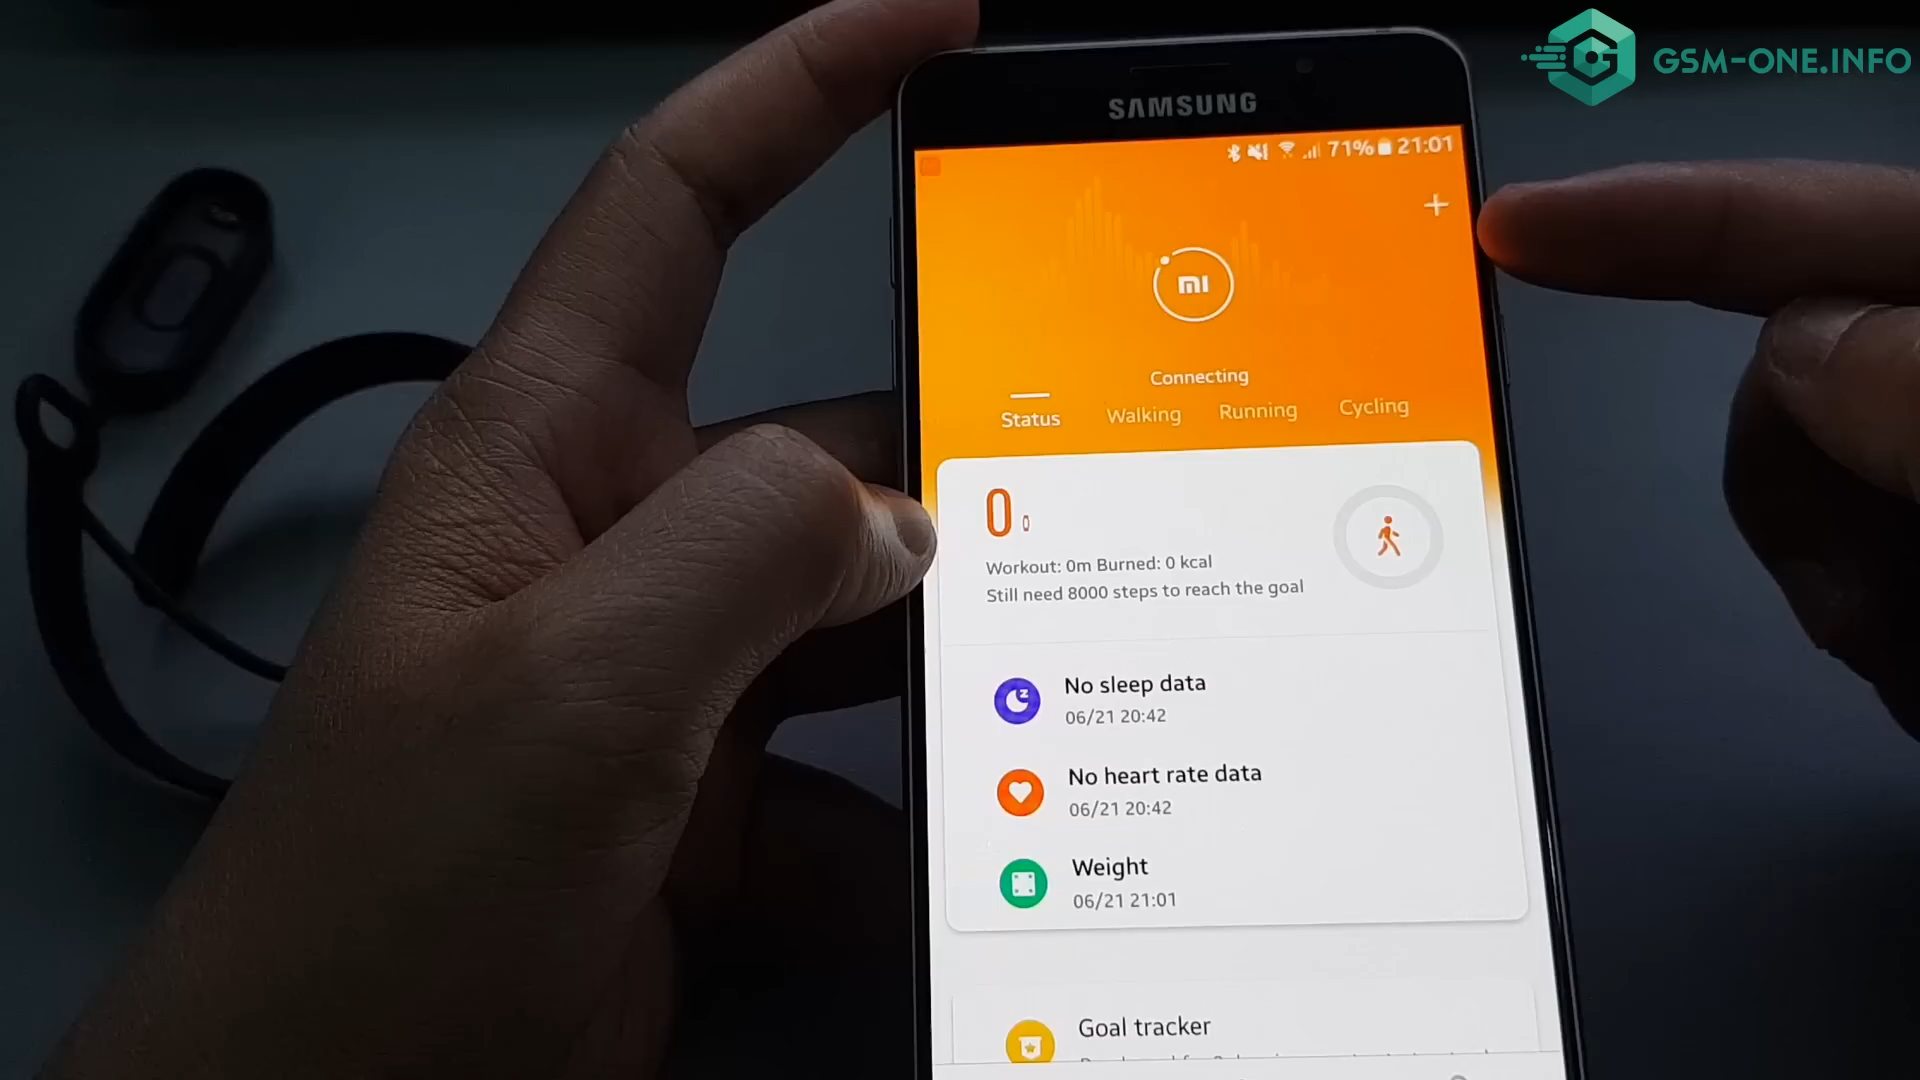 GSM-ONE.INFO
SAMSUNG
71% 21:01
mi
Connecting
Status Walking Running Cycling
0
Workout: 0m Burned: 0 kcal
Still need 8000 steps to reach the goal
No sleep data
06/21 20:42
No heart rate data
06/21 20:42
Weight
06/21 21:01
Goal tracker